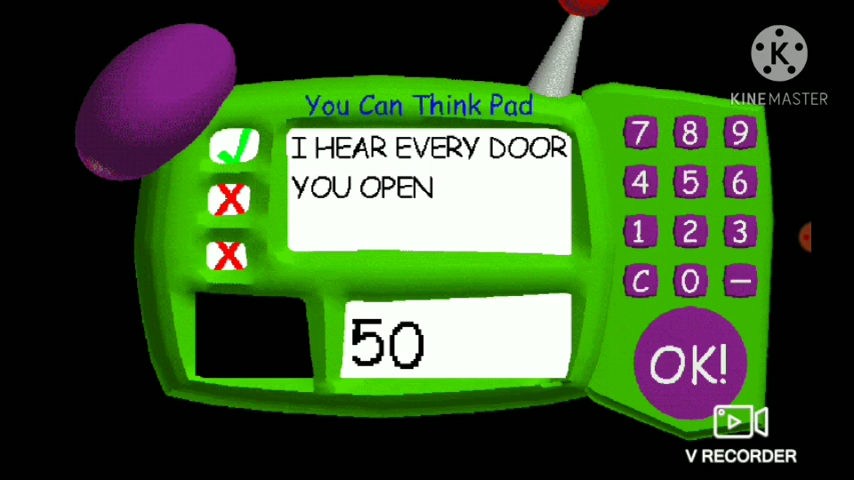 K
KINEMASTER
You Can Think Pad
I HEAR EVERY DOOR
YOU OPEN
7 8 9
4 5 6
1 2 3
C 0 −
50
OK!
V RECORDER